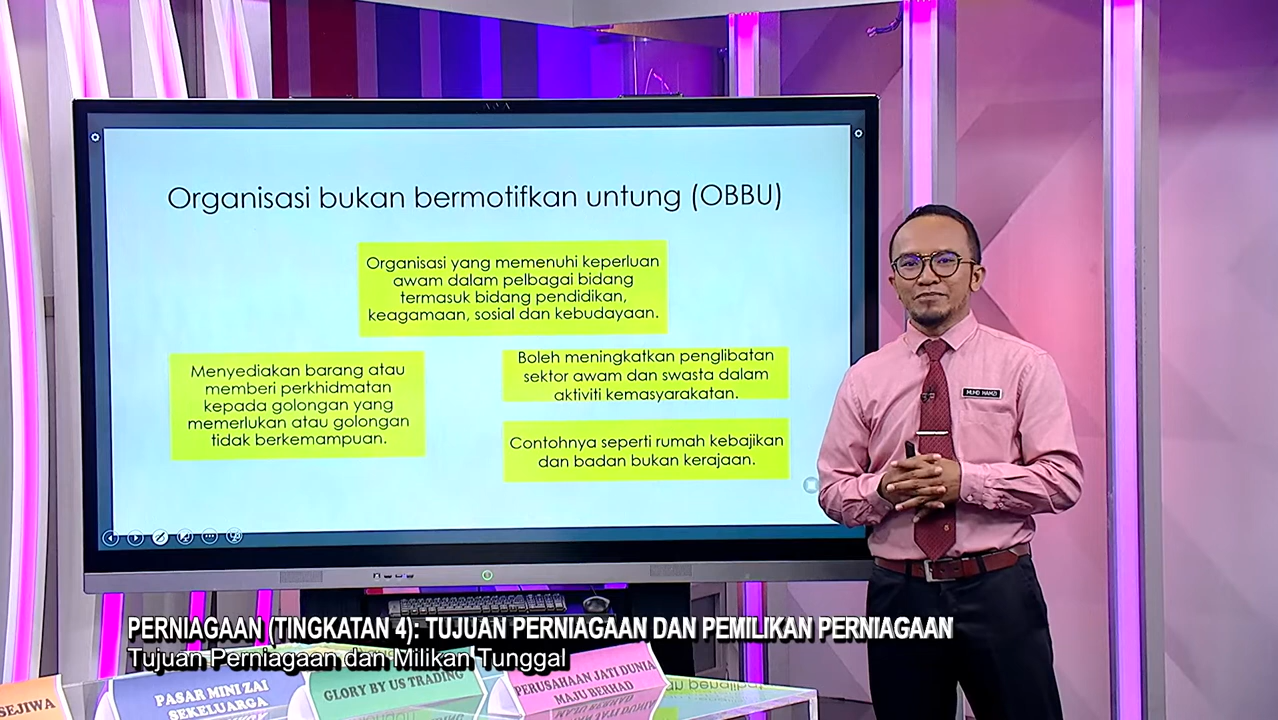 Organisasi bukan bermotifkan untung (OBBU)
Organisasi yang memenuhi keperluan
awam dalam pelbagai bidang
termasuk bidang pendidikan,
keagamaan, sosial dan kebudayaan.
Menyediakan barang atau
memberi perkhidmatan
kepada golongan yang
memerlukan atau golongan
tidak berkemampuan.
Boleh meningkatkan penglibatan
sektor awam dan swasta dalam
aktiviti kemasyarakatan.
Contohnya seperti rumah kebajikan
dan badan bukan kerajaan.
MUHD HAMZI
PERNIAGAAN (TINGKATAN 4): TUJUAN PERNIAGAAN DAN PEMILIKAN PERNIAGAAN
Tujuan Perniagaan dan Milikan Tunggal
SEJIWA
PASAR MINI ZAI
SEKELUARGA
GLORY BY US TRADING
PERUSAHAAN JATI DUNIA
MAJU BERHAD